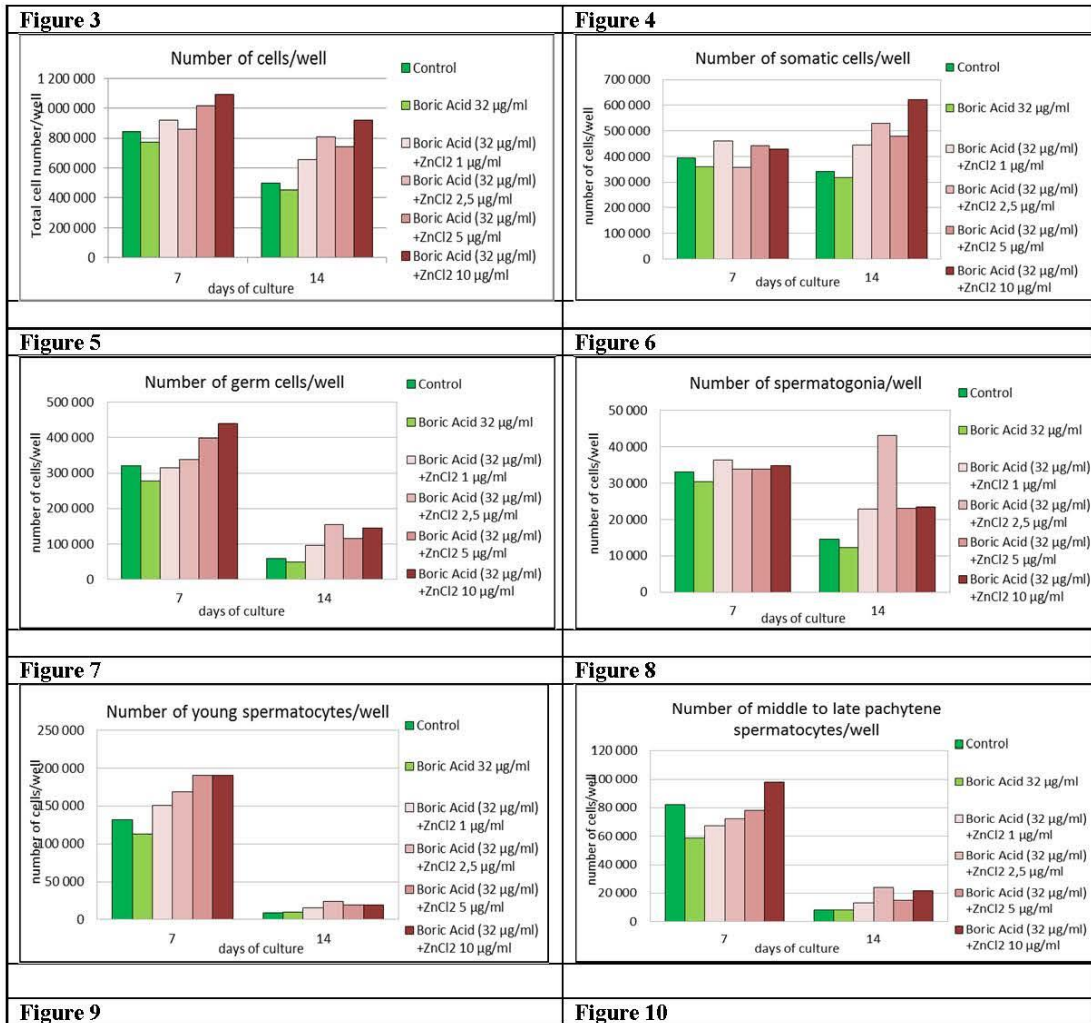 Figure 3
Number of cells/well
Total cell number/well
1 200 000
1 000 000
800 000
600 000
400 000
200 000
0
7
14
days of culture
Control
Boric Acid 32 µg/ml
Boric Acid (32 µg/ml)
+ZnCl2 1 µg/ml
Boric Acid (32 µg/ml)
+ZnCl2 2,5 µg/ml
Boric Acid (32 µg/ml)
+ZnCl2 5 µg/ml
Boric Acid (32 µg/ml)
+ZnCl2 10 µg/ml
Figure 4
Number of somatic cells/well
number of cells/well
700 000
600 000
500 000
400 000
300 000
200 000
100 000
0
7
14
days of culture
Control
Boric Acid 32 µg/ml
Boric Acid (32 µg/ml)
+ZnCl2 1 µg/ml
Boric Acid (32 µg/ml)
+ZnCl2 2,5 µg/ml
Boric Acid (32 µg/ml)
+ZnCl2 5 µg/ml
Boric Acid (32 µg/ml)
+ZnCl2 10 µg/ml
Figure 5
Number of germ cells/well
number of cells/well
500 000
400 000
300 000
200 000
100 000
0
7
14
days of culture
Control
Boric Acid 32 µg/ml
Boric Acid (32 µg/ml)
+ZnCl2 1 µg/ml
Boric Acid (32 µg/ml)
+ZnCl2 2,5 µg/ml
Boric Acid (32 µg/ml)
+ZnCl2 5 µg/ml
Boric Acid (32 µg/ml)
+ZnCl2 10 µg/ml
Figure 6
Number of spermatogonia/well
number of cells/well
50 000
40 000
30 000
20 000
10 000
0
7
14
days of culture
Control
Boric Acid 32 µg/ml
Boric Acid (32 µg/ml)
+ZnCl2 1 µg/ml
Boric Acid (32 µg/ml)
+ZnCl2 2,5 µg/ml
Boric Acid (32 µg/ml)
+ZnCl2 5 µg/ml
Boric Acid (32 µg/ml)
+ZnCl2 10 µg/ml
Figure 7
Number of young spermatocytes/well
number of cells/well
250 000
200 000
150 000
100 000
50 000
0
7
14
days of culture
Control
Boric Acid 32 µg/ml
Boric Acid (32 µg/ml)
+ZnCl2 1 µg/ml
Boric Acid (32 µg/ml)
+ZnCl2 2,5 µg/ml
Boric Acid (32 µg/ml)
+ZnCl2 5 µg/ml
Boric Acid (32 µg/ml)
+ZnCl2 10 µg/ml
Figure 8
Number of middle to late pachytene
spermatocytes/well
number of cells/well
120 000
100 000
80 000
60 000
40 000
20 000
0
7
14
days of culture
Control
Boric Acid 32 µg/ml
Boric Acid (32 µg/ml)
+ZnCl2 1 µg/ml
Boric Acid (32 µg/ml)
+ZnCl2 2,5 µg/ml
Boric Acid (32 µg/ml)
+ZnCl2 5 µg/ml
Boric Acid (32 µg/ml)
+ZnCl2 10 µg/ml
Figure 9
Figure 10